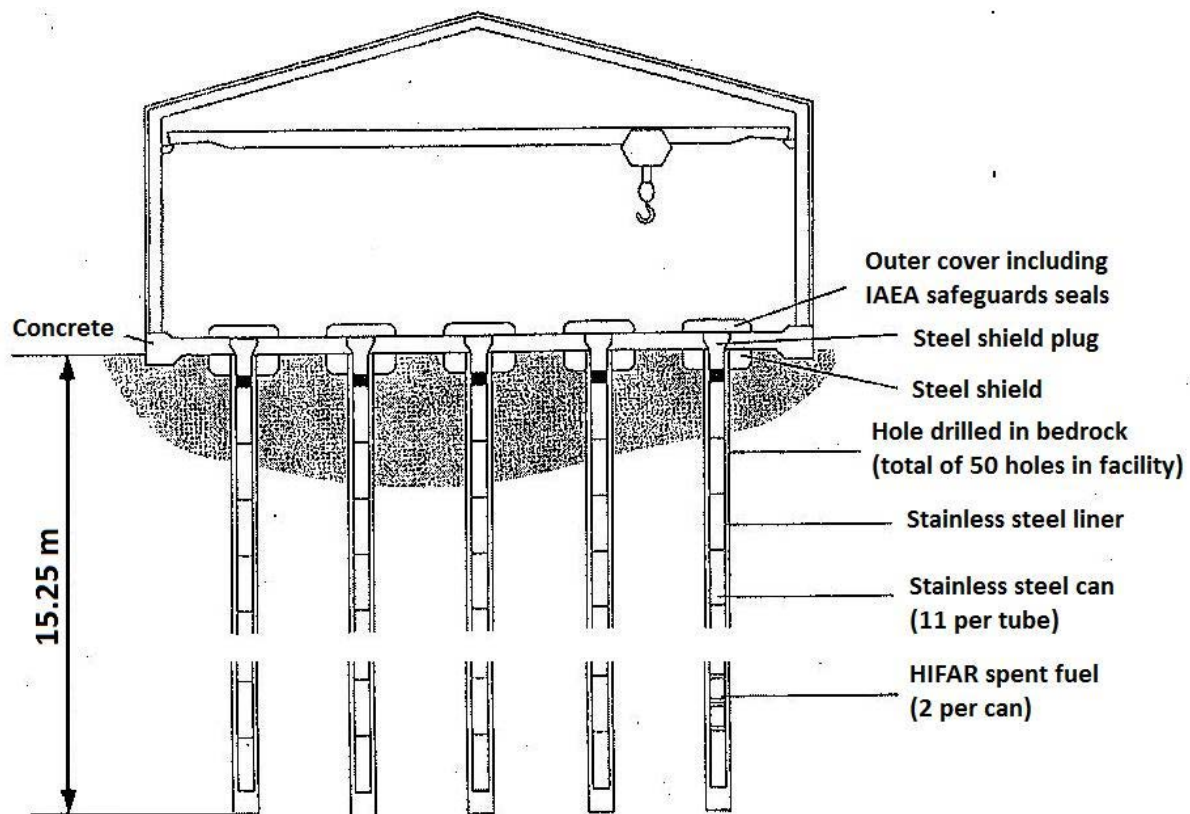 Outer cover including
IAEA safeguards seals
Concrete
Steel shield plug
Steel shield
Hole drilled in bedrock
(total of 50 holes in facility)
Stainless steel liner
15.25 m
Stainless steel can
(11 per tube)
HIFAR spent fuel
(2 per can)